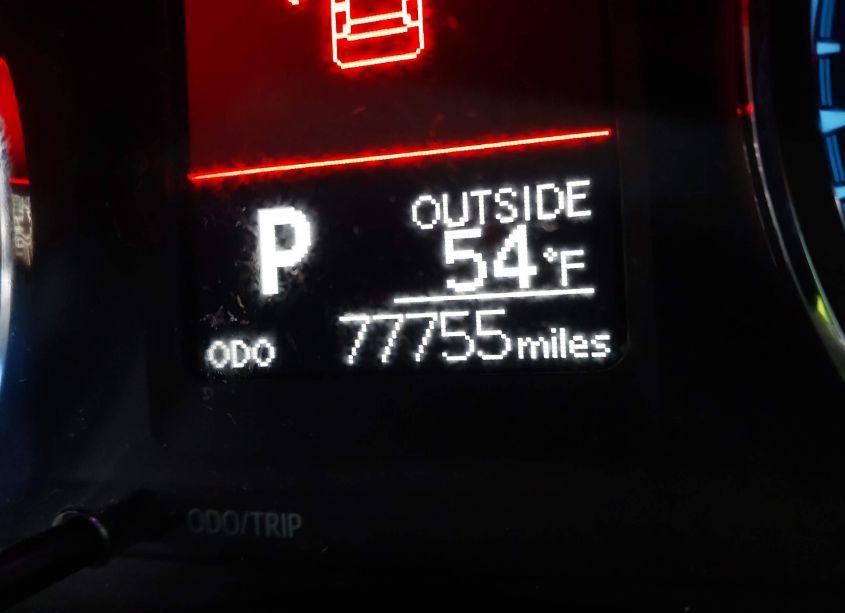 OUTSIDE
P 54°F
ODO 77755 miles
ODO/TRIP